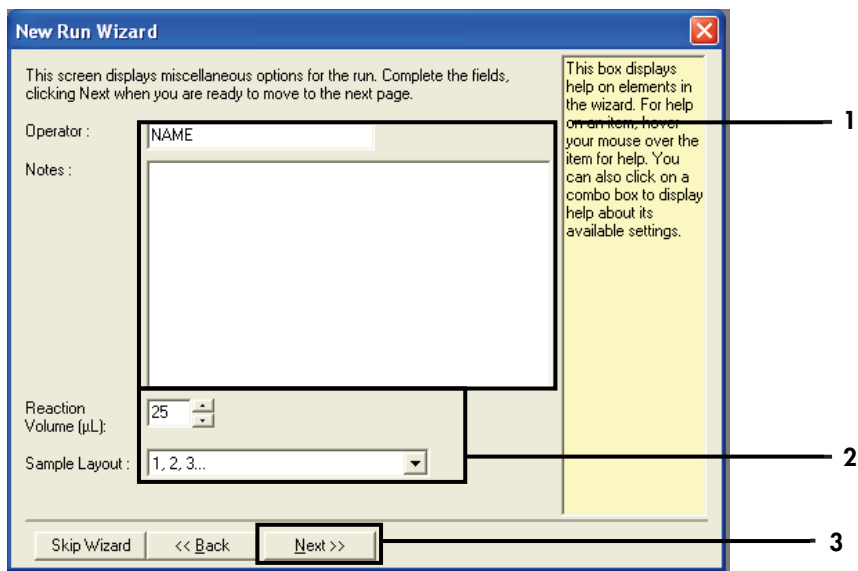 New Run Wizard
This screen displays miscellaneous options for the run. Complete the fields,
clicking Next when you are ready to move to the next page.
Operator :
NAME
Notes :
Reaction
Volume (µL):
25
Sample Layout :
1, 2, 3...
Skip Wizard
<< Back
Next >>
This box displays
help on elements in
the wizard. For help
on an item, hover
your mouse over the
item for help. You
can also click on a
combo box to display
help about its
available settings.
1
2
3